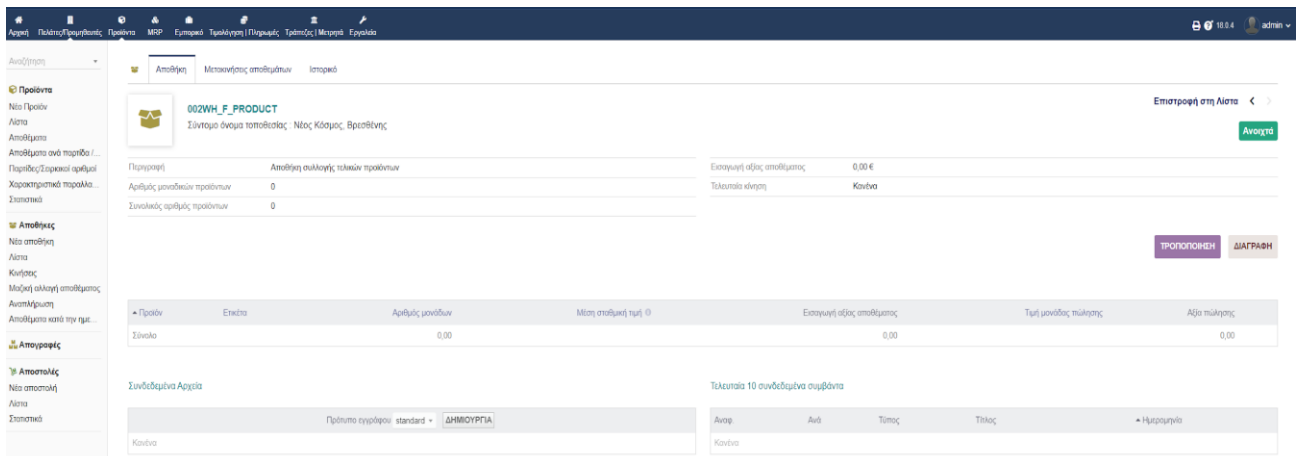 Αρχική Πελάτες/Προμηθευτές Προϊόντα MRP Εμπορικό Τιμολόγηση | Πληρωμές Τράπεζες | Μετρητά Εργαλεία 18.0.4 admin
Αναζήτηση
Αποθήκη Μετακινήσεις αποθεμάτων Ιστορικό
Προϊόντα
Νέο Προϊόν
Λίστα
Αποθέματα
Αποθέματα ανά παρτίδα /...
Παρτίδες/Σειριακοί αριθμοί
Χαρακτηριστικά παραλλα...
Στατιστικά
Αποθήκες
Νέα αποθήκη
Λίστα
Κινήσεις
Μαζική αλλαγή αποθέματος
Αναπλήρωση
Αποθέματα κατά την ημε...
Απογραφές
Αποστολές
Νέα αποστολή
Λίστα
Στατιστικά
002WH_F_PRODUCT
Σύντομο όνομα τοποθεσίας : Νέος Κόσμος, Βρεσθένης
Επιστροφή στη Λίστα
Ανοιχτό
Περιγραφή Αποθήκη συλλογής τελικών προϊόντων
Αριθμός μοναδικών προϊόντων 0
Συνολικός αριθμός προϊόντων 0
Εισαγωγή αξίας αποθέματος 0,00 €
Τελευταία κίνηση Κανένα
ΤΡΟΠΟΠΟΙΗΣΗ ΔΙΑΓΡΑΦΗ
Προϊόν Ετικέτα Αριθμός μονάδων Μέση σταθμική τιμή Εισαγωγή αξίας αποθέματος Τιμή μονάδας πώλησης Αξία πώλησης
Σύνολο 0,00 0,00 0,00
Συνδεδεμένα Αρχεία
Πρότυπο εγγράφου standard ΔΗΜΙΟΥΡΓΙΑ
Κανένα
Τελευταία 10 συνδεδεμένα συμβάντα
Αναφ. Ανά Τύπος Τίτλος Ημερομηνία
Κανένα